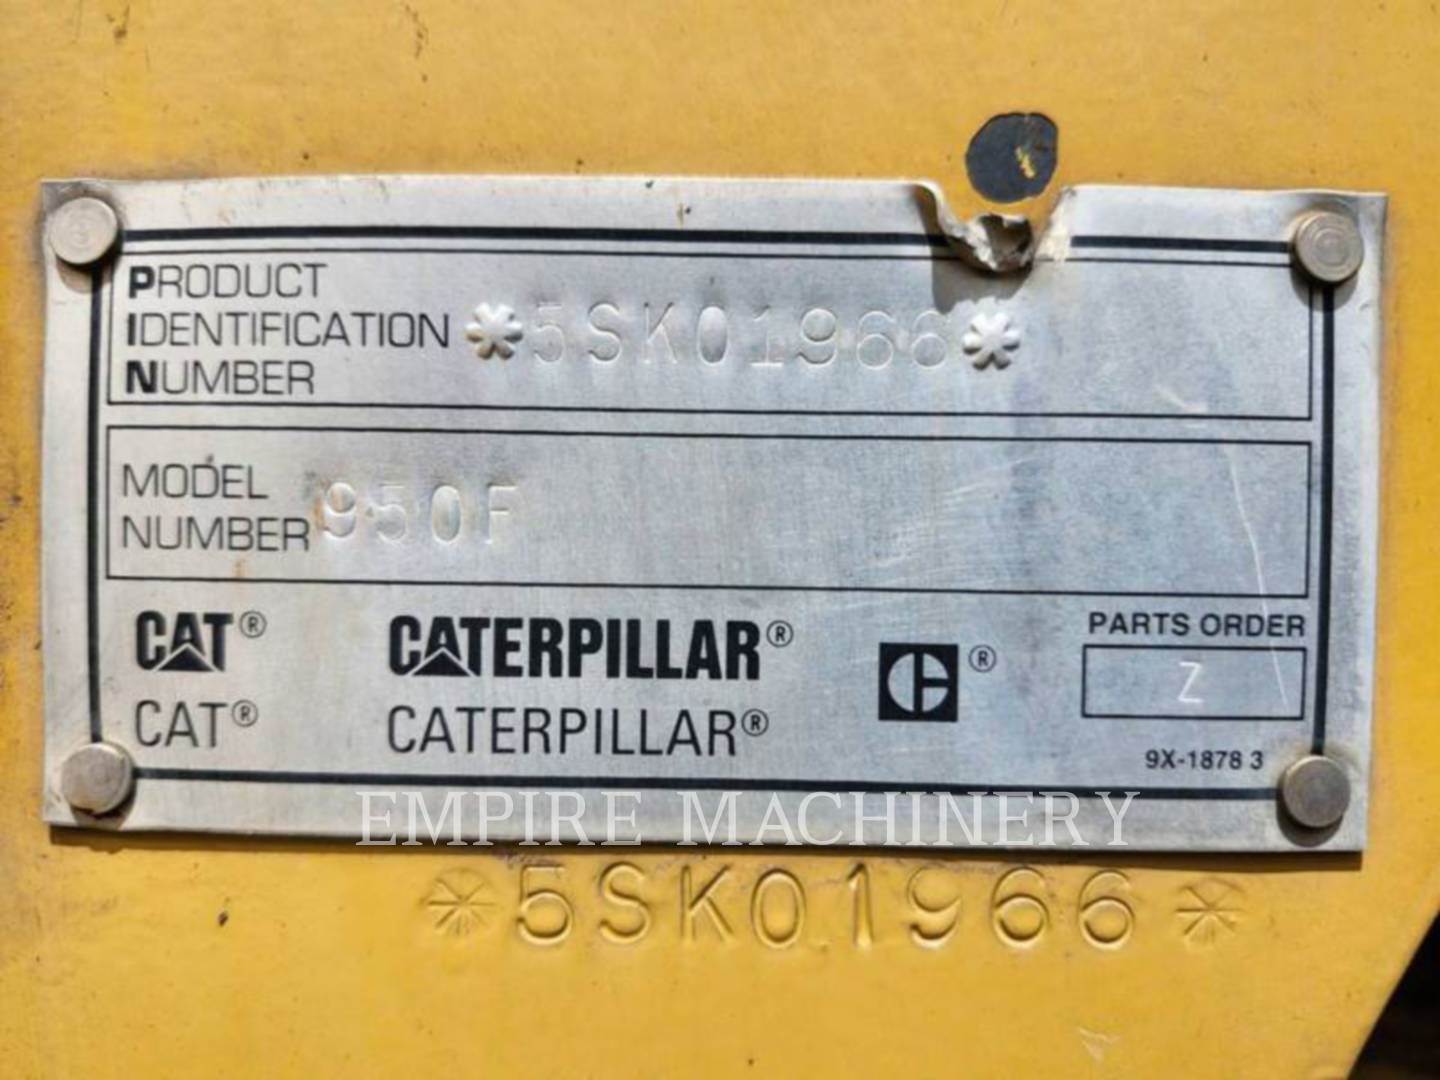 PRODUCT
IDENTIFICATION *5SK01966*
NUMBER
MODEL
NUMBER 950F
CAT® CATERPILLAR® ®
CAT® CATERPILLAR®
PARTS ORDER
Z
9X-1878 3
EMPIRE MACHINERY
*5SK01966*